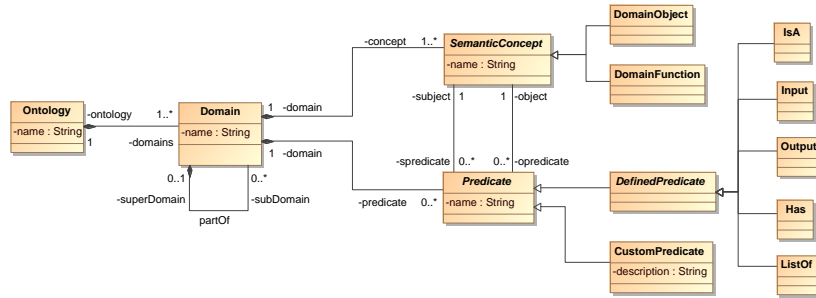 DomainObject
IsA
-concept 1..*
SemanticConcept
-name : String
DomainFunction
Input
-subject 1
1 -object
Ontology
-name : String
-ontology 1..*
1 -domains
Domain
-name : String
1 -domain
1 -domain
Output
-spredicate 0..*
0..* -opredicate
0..1 0..*
-superDomain -subDomain
partOf
-predicate 0..*
Predicate
-name : String
DefinedPredicate
Has
CustomPredicate
-description : String
ListOf